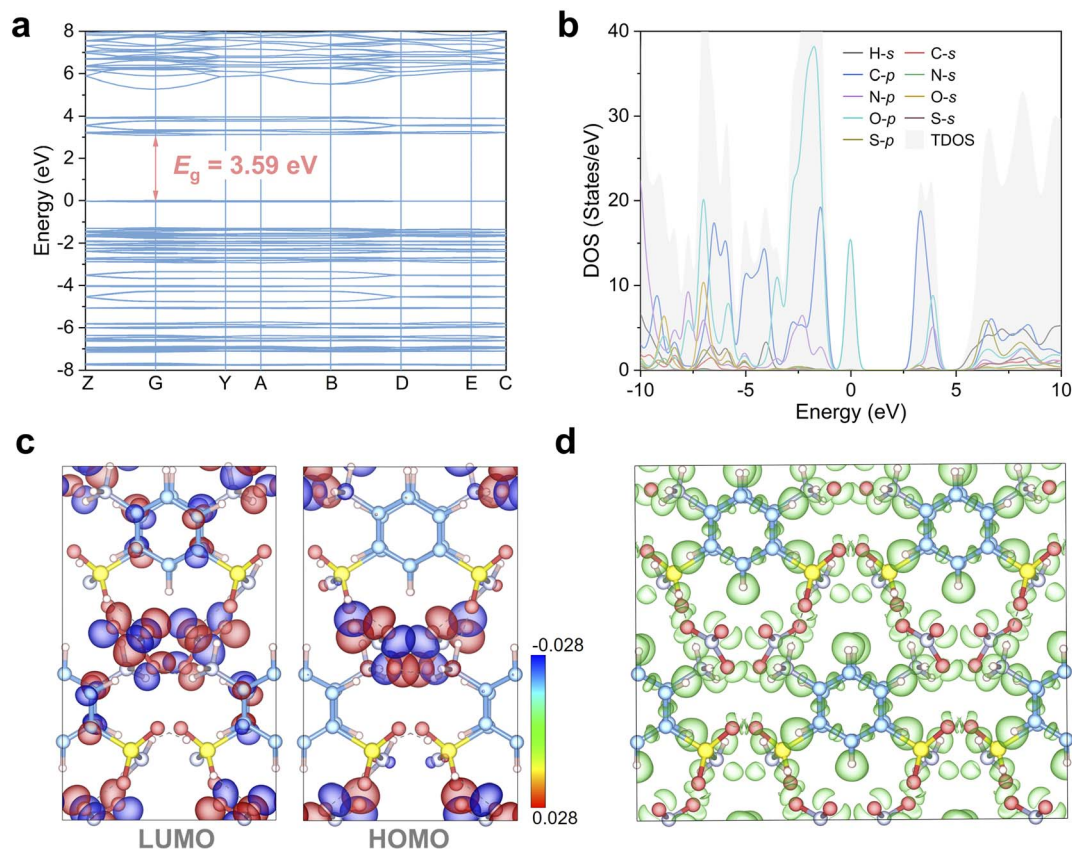 a
8
6
4
2
0
-2
-4
-6
-8
Energy (eV)
Eg = 3.59 eV
Z G Y A B D E C
b
40
30
20
10
0
DOS (States/eV)
H-s C-s
C-p N-s
N-p O-s
O-p S-s
S-p TDOS
-10 -5 0 5 10
Energy (eV)
c
-0.028
0.028
LUMO HOMO
d